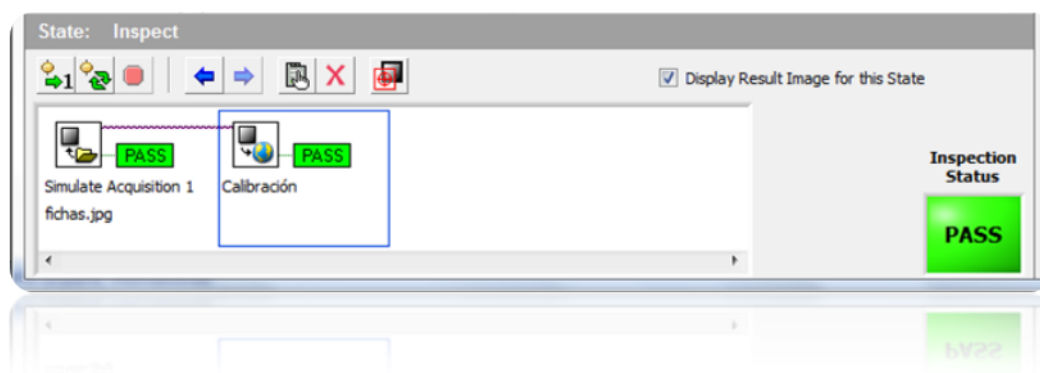 State: Inspect
1
Display Result Image for this State
PASS
PASS
Simulate Acquisition 1
Calibración
fichas.jpg
Inspection
Status
PASS